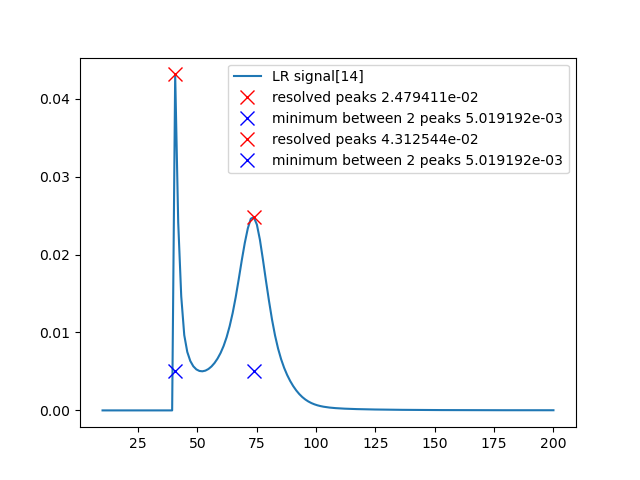 LR signal[14]
resolved peaks 2.479411e-02
minimum between 2 peaks 5.019192e-03
resolved peaks 4.312544e-02
minimum between 2 peaks 5.019192e-03
0.04
0.03
0.02
0.01
0.00
25 50 75 100 125 150 175 200